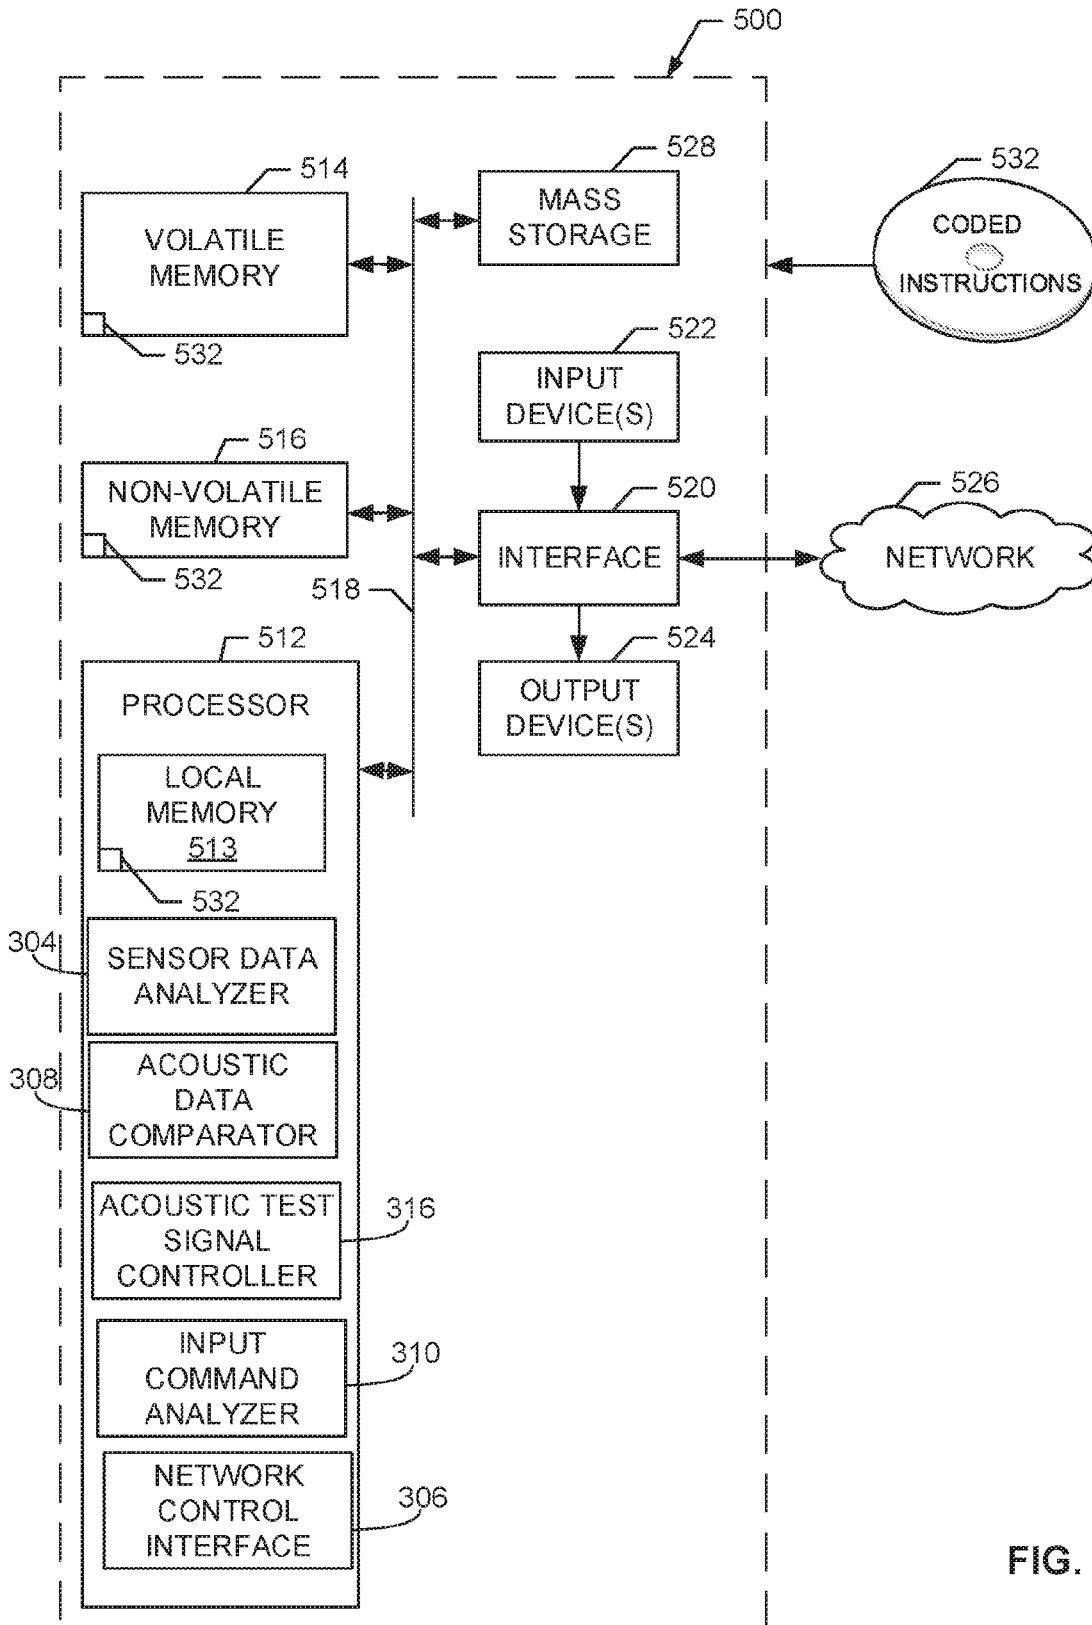 500
514
VOLATILE
MEMORY
532
528
MASS
STORAGE
532
CODED
INSTRUCTIONS
522
INPUT
DEVICE(S)
516
NON-VOLATILE
MEMORY
532
520
INTERFACE
526
NETWORK
518
524
OUTPUT
DEVICE(S)
512
PROCESSOR
LOCAL
MEMORY
513
532
304
SENSOR DATA
ANALYZER
308
ACOUSTIC
DATA
COMPARATOR
316
ACOUSTIC TEST
SIGNAL
CONTROLLER
310
INPUT
COMMAND
ANALYZER
306
NETWORK
CONTROL
INTERFACE
FIG.